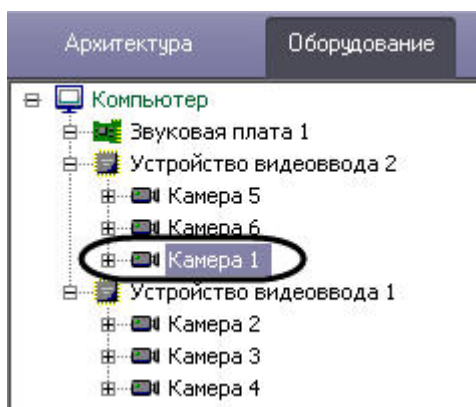 Архитектура Оборудование
Компьютер
Звуковая плата 1
Устройство видеоввода 2
Камера 5
Камера 6
Камера 1
Устройство видеоввода 1
Камера 2
Камера 3
Камера 4